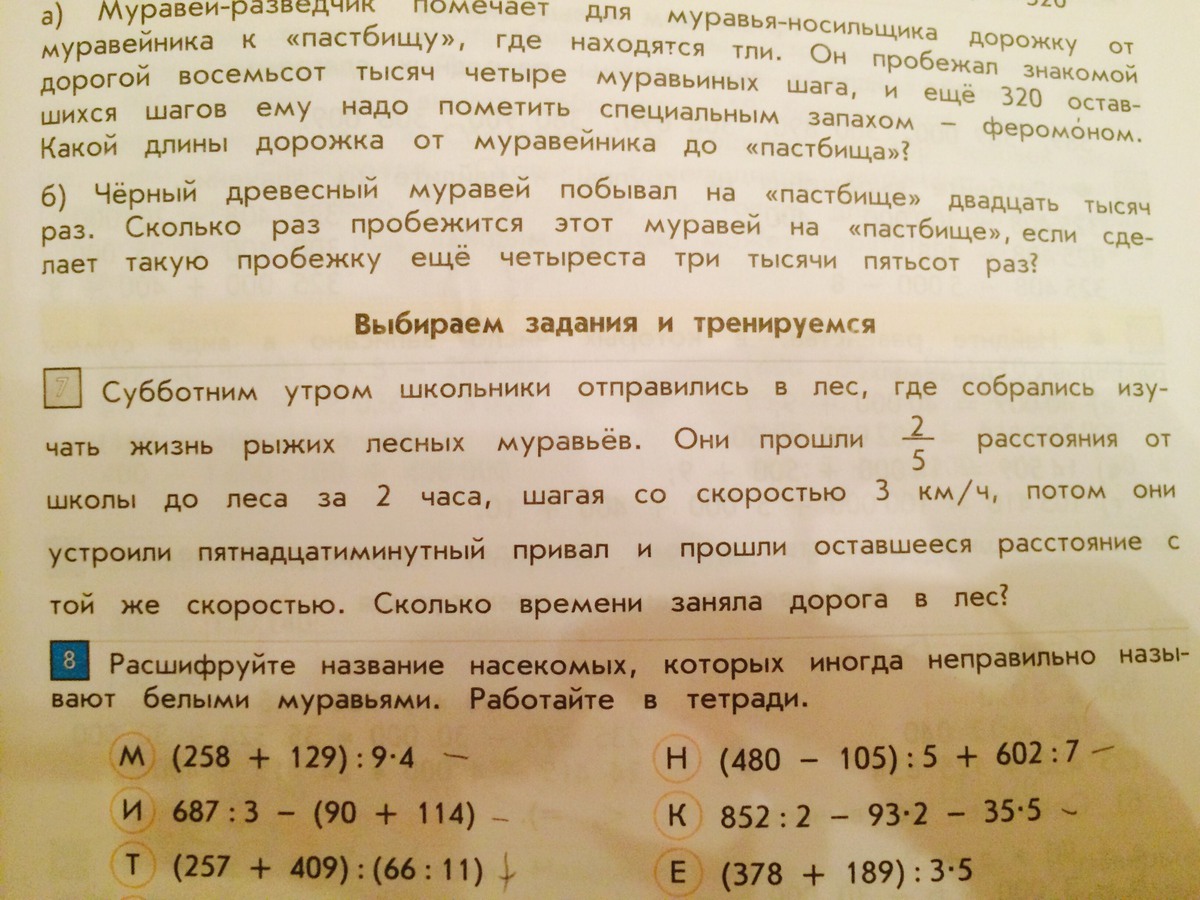 320
а) Муравей-разведчик помечает для муравья-носильщика дорожку от
муравейника к «пастбищу», где находятся тли. Он пробежал знакомой
дорогой восемьсот тысяч четыре муравьиных шага, и ещё 320 остав-
шихся шагов ему надо пометить специальным запахом – феромо́ном.
Какой длины дорожка от муравейника до «пастбища»?
б) Чёрный древесный муравей побывал на «пастбище» двадцать тысяч
раз. Сколько раз пробежится этот муравей на «пастбище», если сде-
лает такую пробежку ещё четыреста три тысячи пятьсот раз?
Выбираем задания и тренируемся
7 Субботним утром школьники отправились в лес, где собрались изу-
чать жизнь рыжих лесных муравьёв. Они прошли 2/5 расстояния от
школы до леса за 2 часа, шагая со скоростью 3 км/ч, потом они
устроили пятнадцатиминутный привал и прошли оставшееся расстояние с
той же скоростью. Сколько времени заняла дорога в лес?
8 Расшифруйте название насекомых, которых иногда неправильно назы-
вают белыми муравьями. Работайте в тетради.
М (258 + 129) : 9·4 Н (480 – 105) : 5 + 602 : 7
И 687 : 3 – (90 + 114) К 852 : 2 – 93·2 – 35·5
Т (257 + 409) : (66 : 11) Е (378 + 189) : 3·5